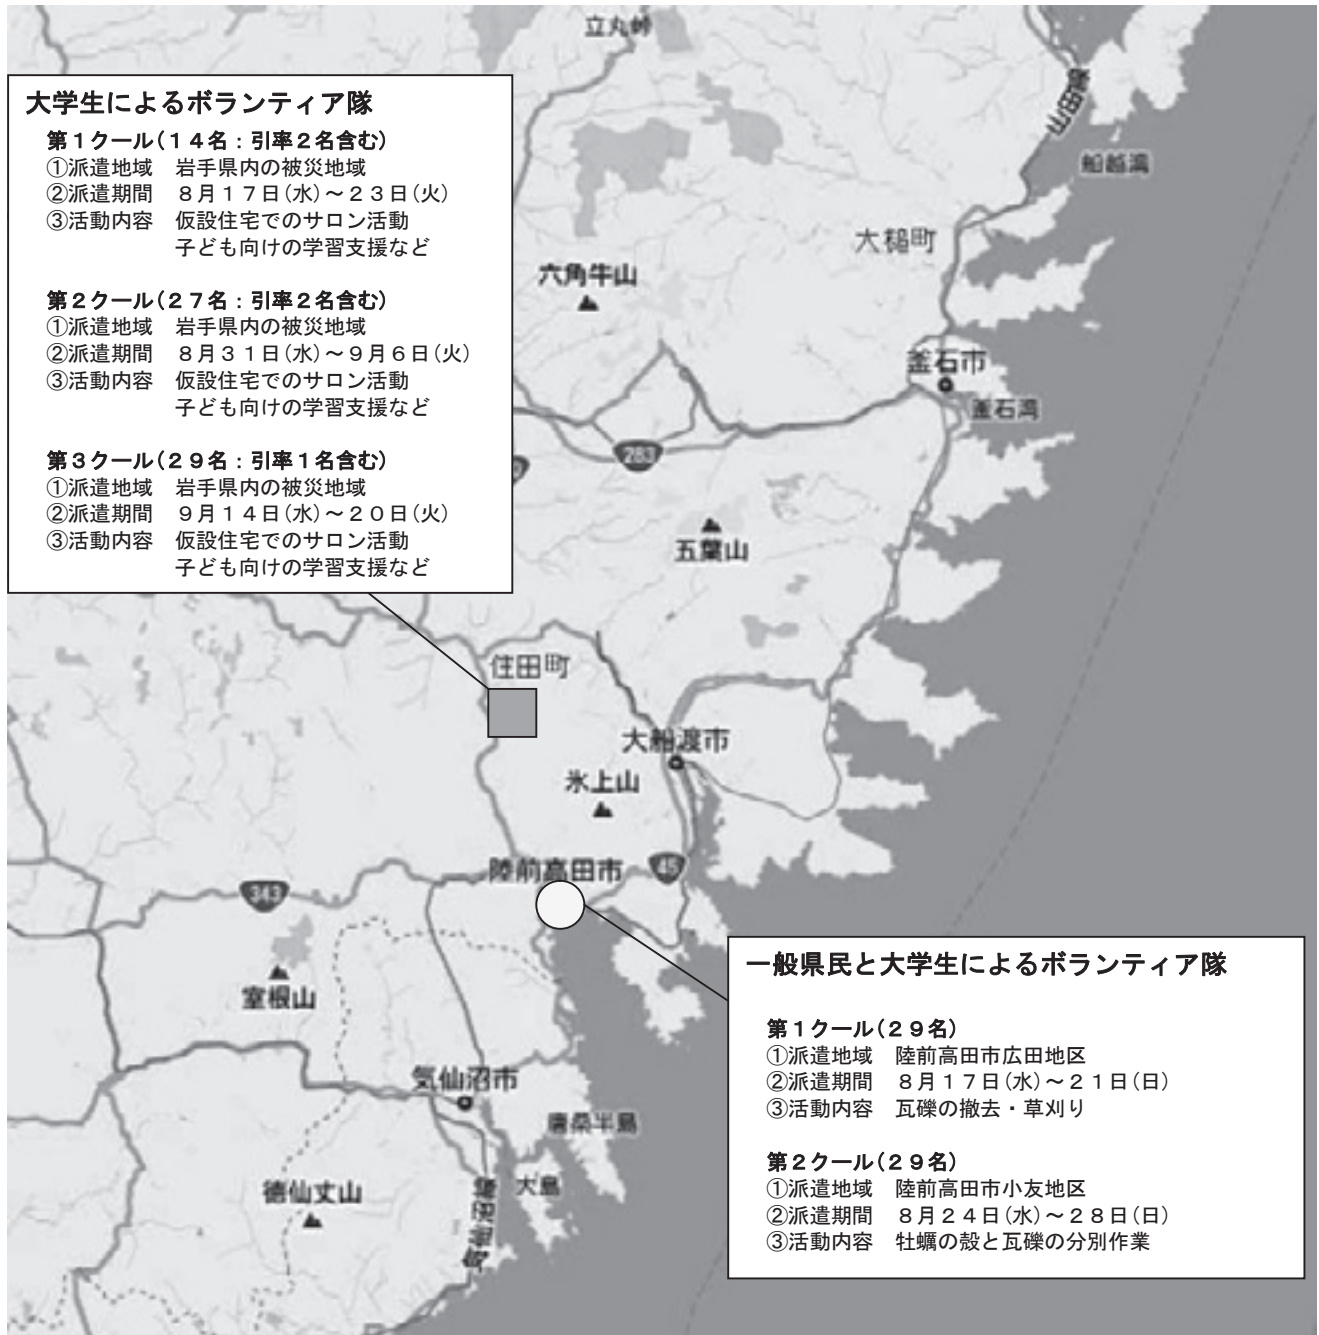 立丸峠
船越湾
大槌町
六角牛山
釜石市
釜石湾
283
五葉山
住田町
大船渡市
氷上山
陸前高田市
45
343
室根山
気仙沼市
唐桑半島
大島
徳仙丈山
大学生によるボランティア隊
第1クール(14名：引率2名含む)
①派遣地域　岩手県内の被災地域
②派遣期間　8月17日(水)～23日(火)
③活動内容　仮設住宅でのサロン活動
子ども向けの学習支援など
第2クール(27名：引率2名含む)
①派遣地域　岩手県内の被災地域
②派遣期間　8月31日(水)～9月6日(火)
③活動内容　仮設住宅でのサロン活動
子ども向けの学習支援など
第3クール(29名：引率1名含む)
①派遣地域　岩手県内の被災地域
②派遣期間　9月14日(水)～20日(火)
③活動内容　仮設住宅でのサロン活動
子ども向けの学習支援など
一般県民と大学生によるボランティア隊
第1クール(29名)
①派遣地域　陸前高田市広田地区
②派遣期間　8月17日(水)～21日(日)
③活動内容　瓦礫の撤去・草刈り
第2クール(29名)
①派遣地域　陸前高田市小友地区
②派遣期間　8月24日(水)～28日(日)
③活動内容　牡蠣の殻と瓦礫の分別作業